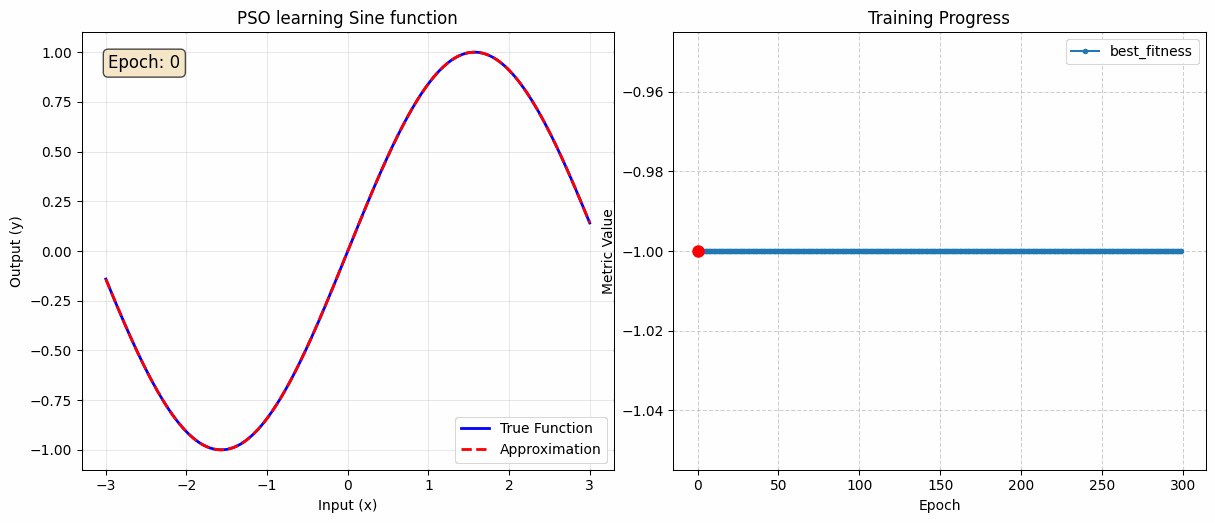 PSO learning Sine function
Epoch: 0
1.00
0.75
0.50
0.25
0.00
−0.25
−0.50
−0.75
−1.00
Output (y)
−3
−2
−1
0
1
2
3
Input (x)
True Function
Approximation
Training Progress
best_fitness
−0.96
−0.98
−1.00
−1.02
−1.04
Metric Value
0
50
100
150
200
250
300
Epoch